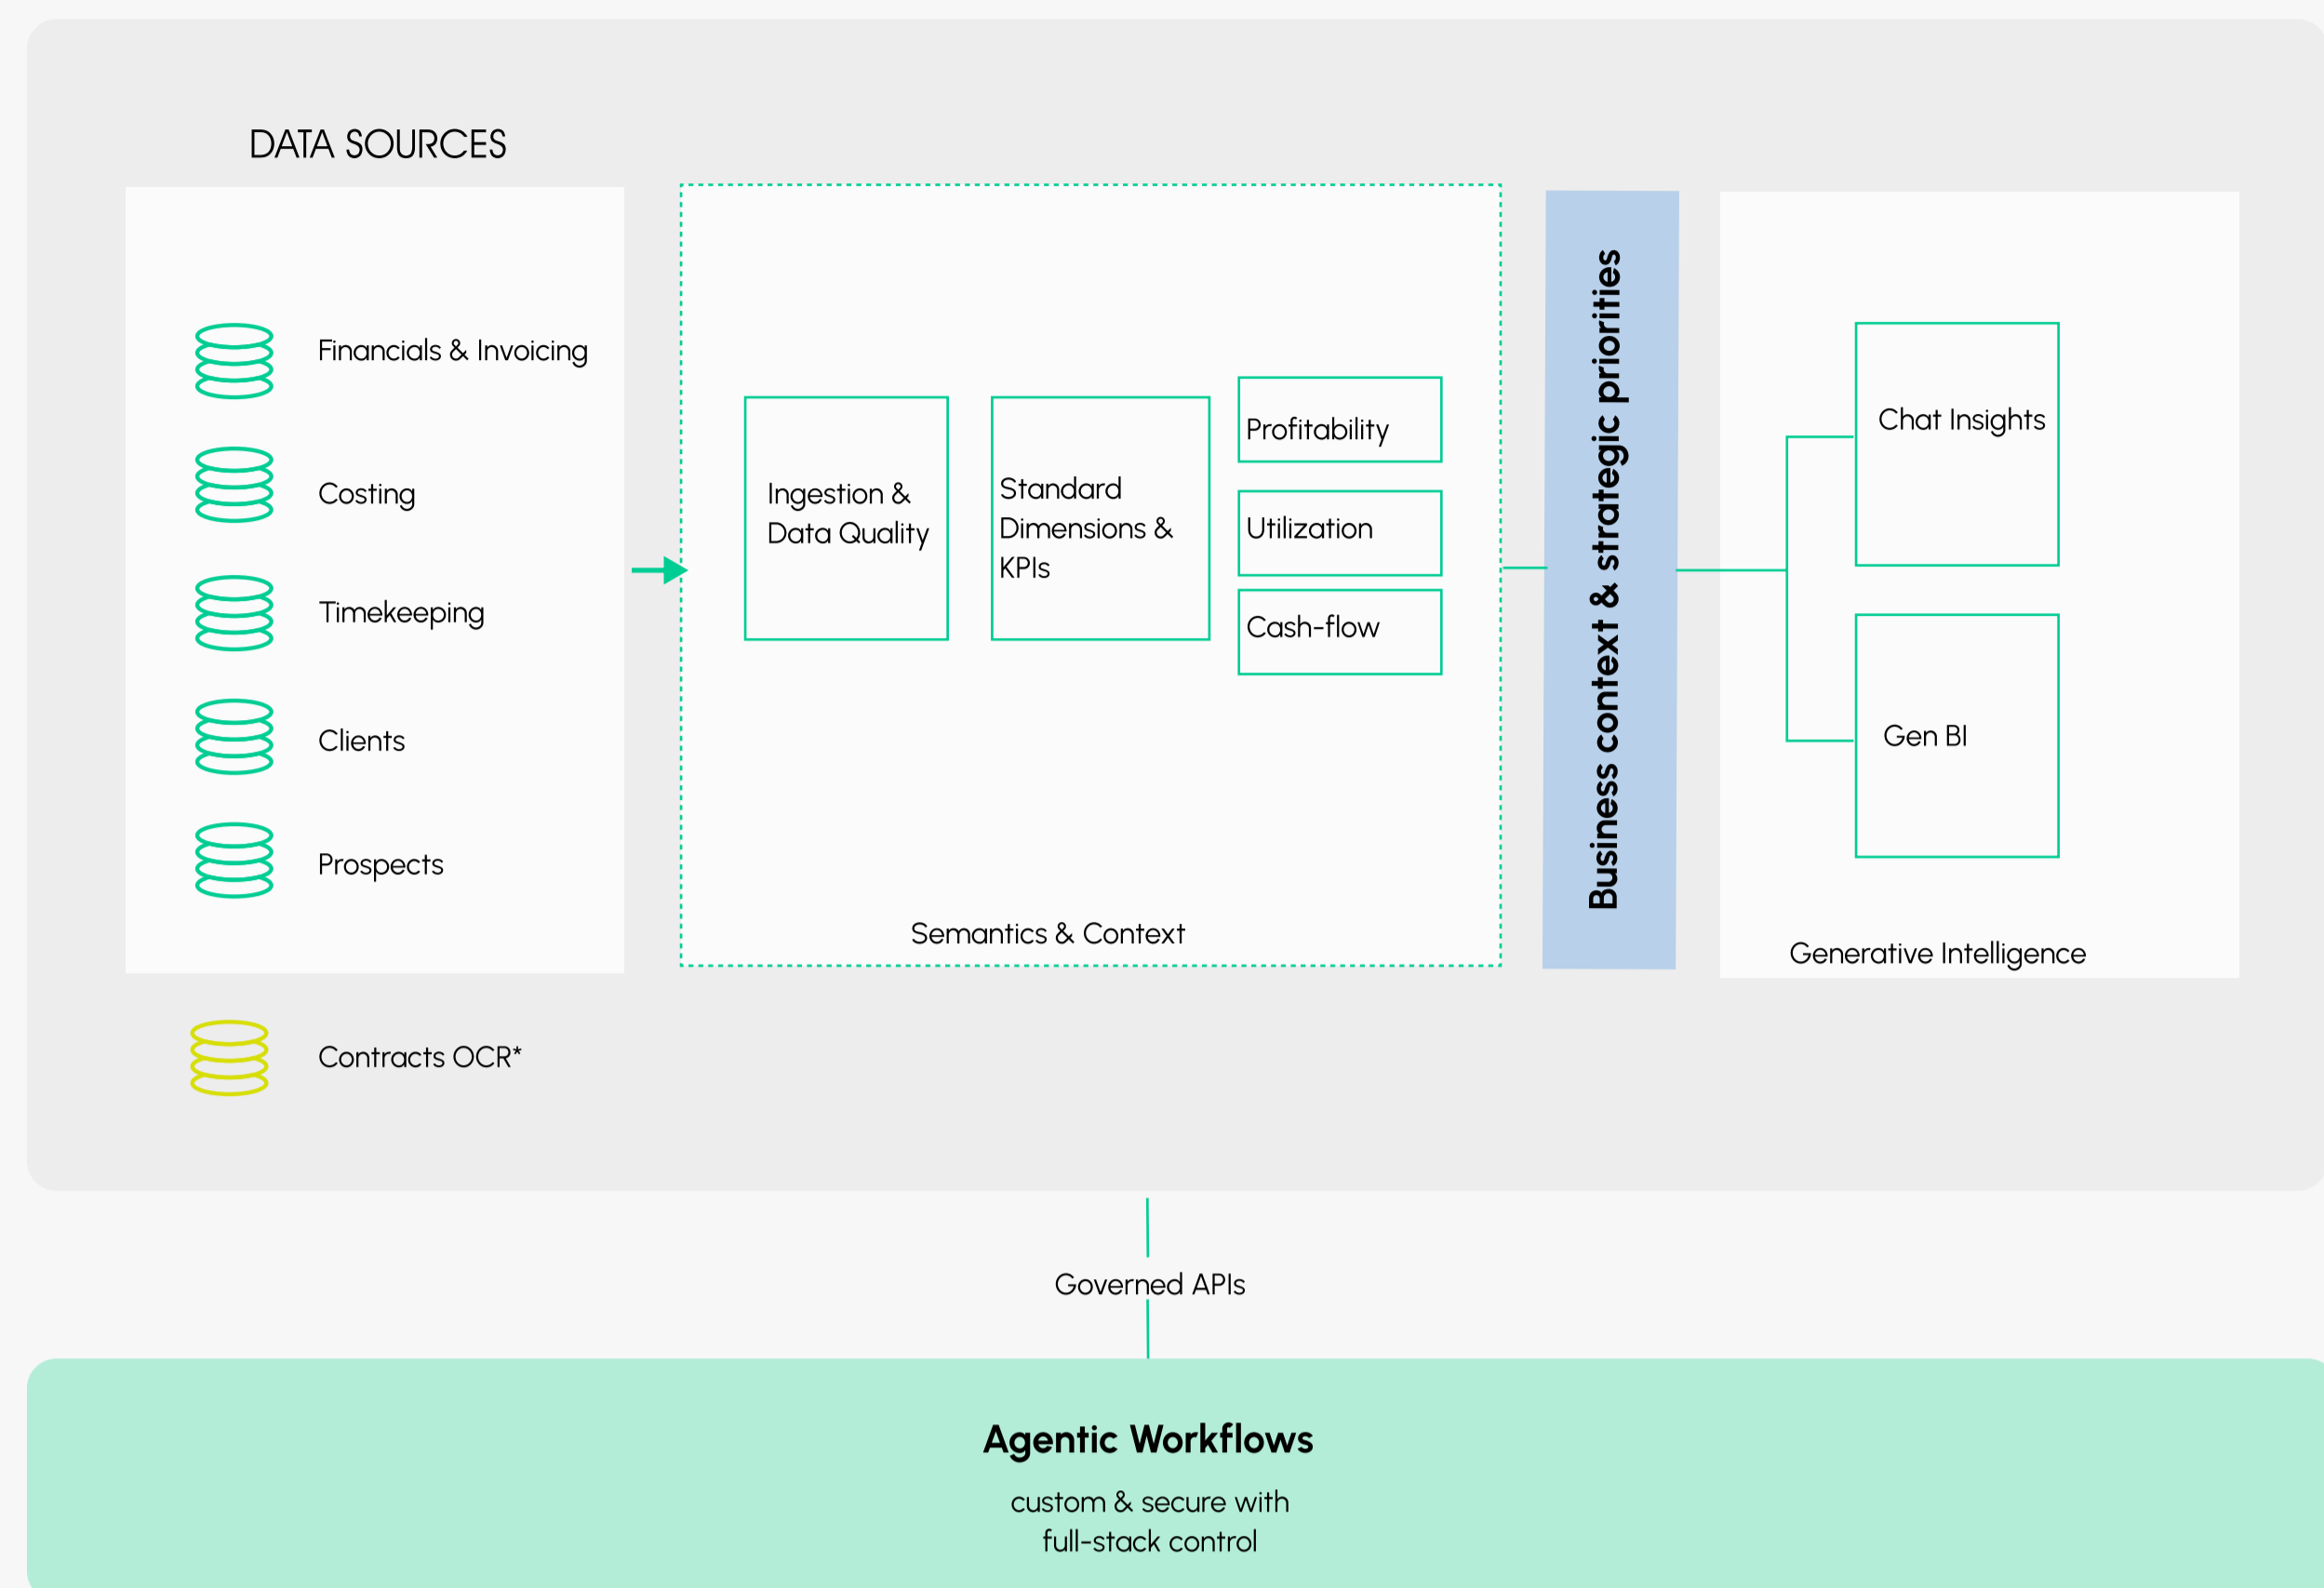 DATA SOURCES
Financials & Invoicing
Costing
Timekeeping
Clients
Prospects
Contracts OCR*
Ingestion &
Data Quality
Standard
Dimensions &
KPIs
Profitability
Utilization
Cash-flow
Semantics & Context
Business context & strategic priorities
Chat Insights
Gen BI
Generative Intelligence
Governed APIs
Agentic Workflows
custom & secure with
full-stack control